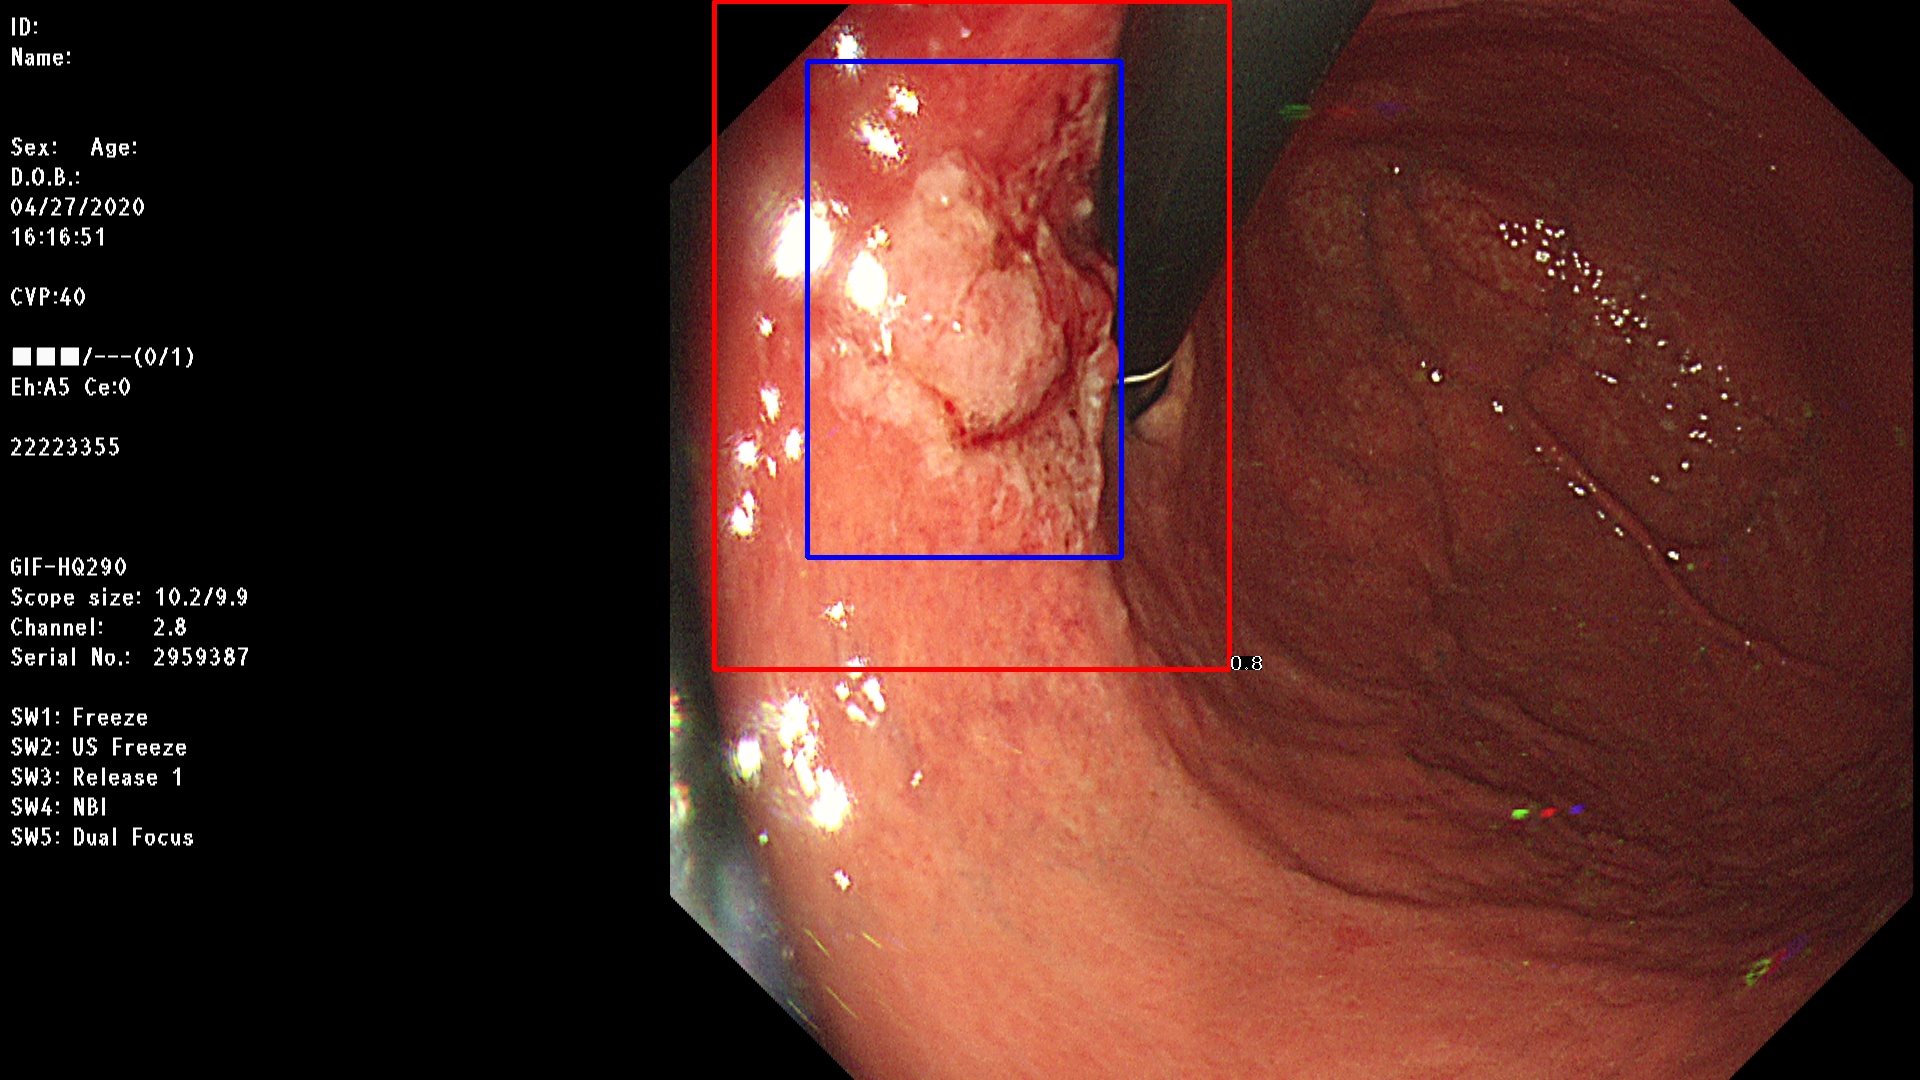 ID:
Name:
Sex: Age:
D.O.B.:
04/27/2020
16:16:51
CVP:40
■■■/---(0/1)
Eh:A5 Ce:0
22223355
GIF-HQ290
Scope size: 10.2/9.9
Channel: 2.8
Serial No.: 2959387
SW1: Freeze
SW2: US Freeze
SW3: Release 1
SW4: NBI
SW5: Dual Focus
0.8